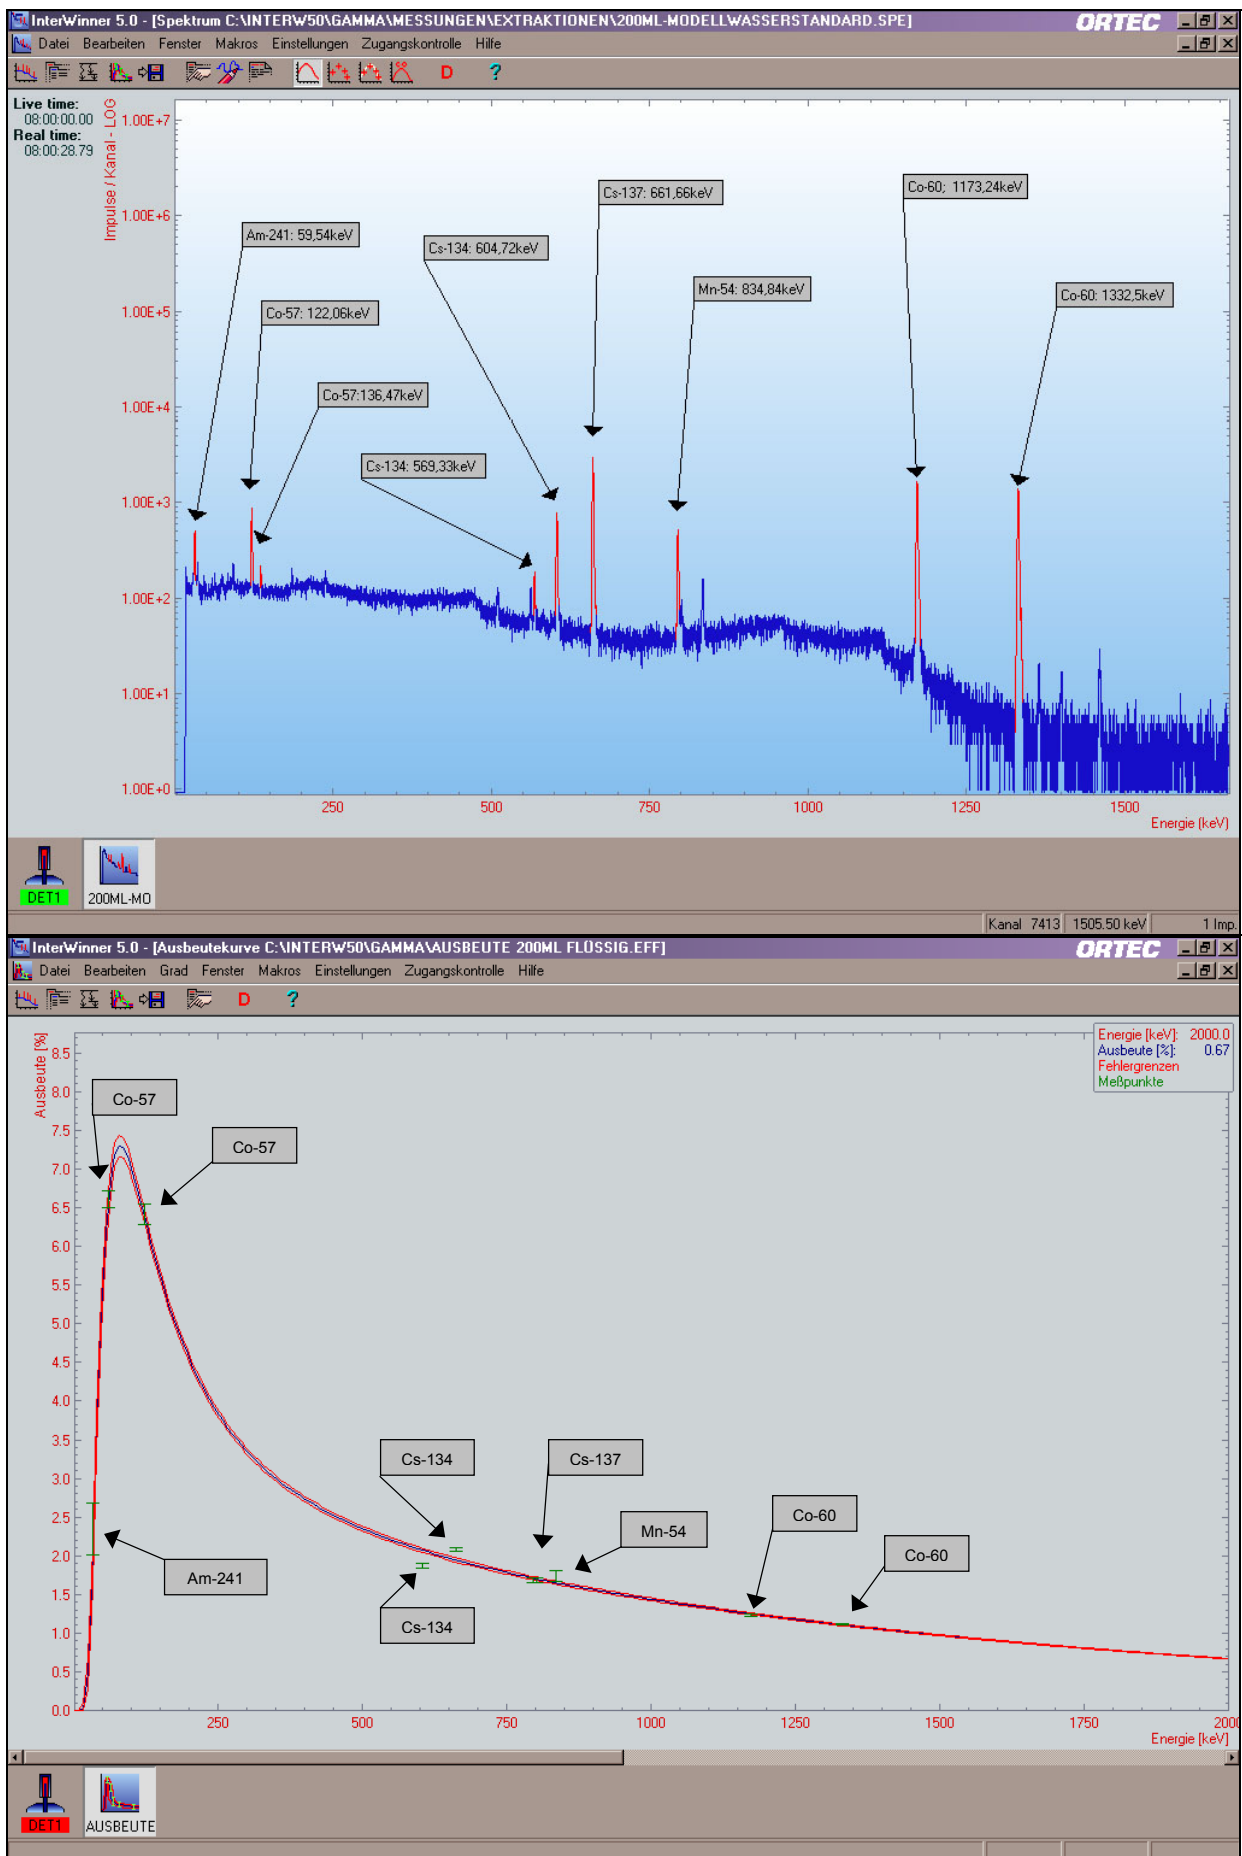 InterWinner 5.0 - [Spektrum C:\INTERW50\GAMMA\MESSUNGEN\EXTRAKTIONEN\200ML-MODELLWASSERSTANDARD.SPE]
ORTEC
Datei Bearbeiten Fenster Makros Einstellungen Zugangskontrolle Hilfe
D ?
Live time:
08:00:00.00
Real time:
08:00:28.79
Impulse / Kanal - LOG
1.00E+7
1.00E+6
1.00E+5
1.00E+4
1.00E+3
1.00E+2
1.00E+1
1.00E+0
Co-60; 1173,24keV
Cs-137: 661,66keV
Am-241: 59,54keV
Cs-134: 604,72keV
Mn-54: 834,84keV
Co-60: 1332,5keV
Co-57: 122,06keV
Co-57:136,47keV
Cs-134: 569,33keV
250 500 750 1000 1250 1500
Energie (keV)
DET1
200ML-MO
Kanal 7413 1505.50 keV 1 Imp.
InterWinner 5.0 - [Ausbeutekurve C:\INTERW50\GAMMA\AUSBEUTE 200ML FLÜSSIG.EFF]
ORTEC
Datei Bearbeiten Grad Fenster Makros Einstellungen Zugangskontrolle Hilfe
D ?
Ausbeute [%]
Energie [keV]: 2000.0
Ausbeute [%]: 0.67
Fehlergrenzen
Meßpunkte
8.5
8.0
7.5
7.0
6.5
6.0
5.5
5.0
4.5
4.0
3.5
3.0
2.5
2.0
1.5
1.0
0.5
0.0
Co-57
Co-57
Cs-134
Cs-137
Co-60
Mn-54
Co-60
Am-241
Cs-134
250 500 750 1000 1250 1500 1750 2000
Energie [keV]
DET1
AUSBEUTE